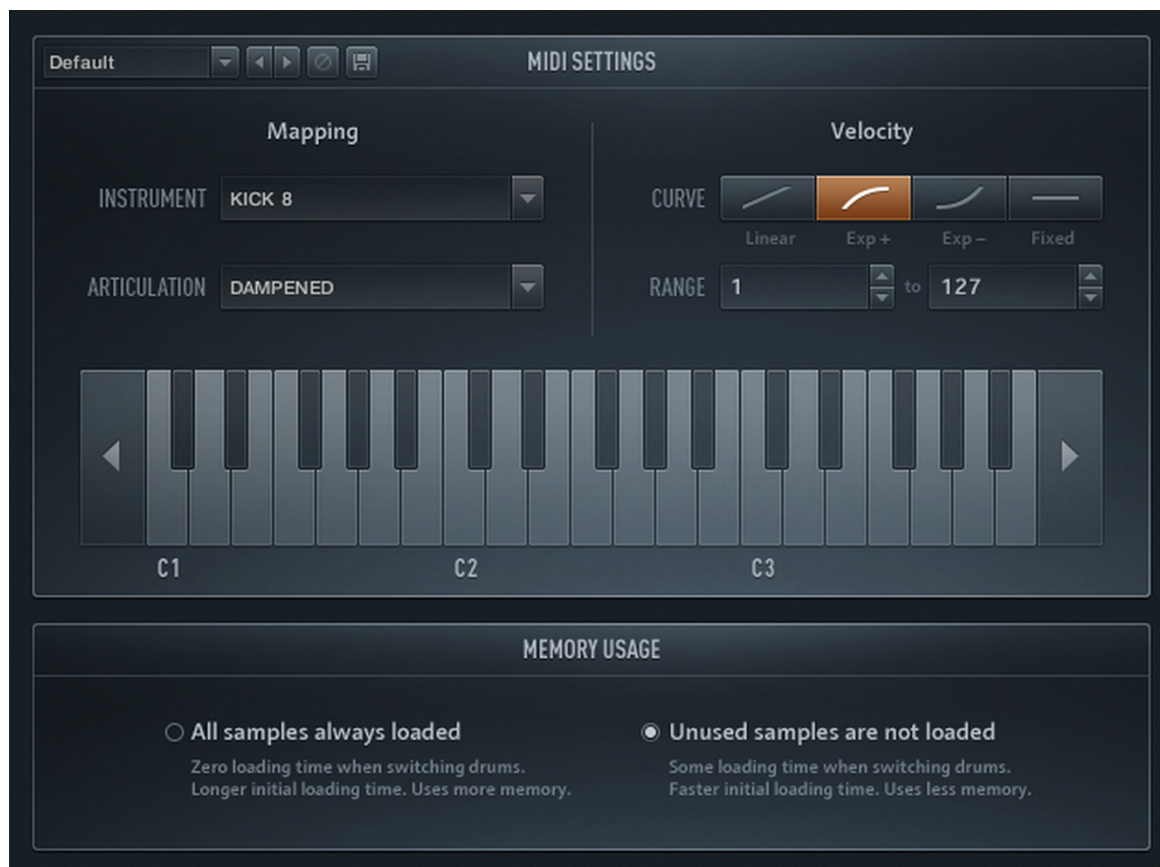 Default
MIDI SETTINGS
Mapping
Velocity
INSTRUMENT KICK 8
CURVE
Linear Exp + Exp – Fixed
ARTICULATION DAMPENED
RANGE 1 to 127
C1 C2 C3
MEMORY USAGE
All samples always loaded
Zero loading time when switching drums.
Longer initial loading time. Uses more memory.
Unused samples are not loaded
Some loading time when switching drums.
Faster initial loading time. Uses less memory.